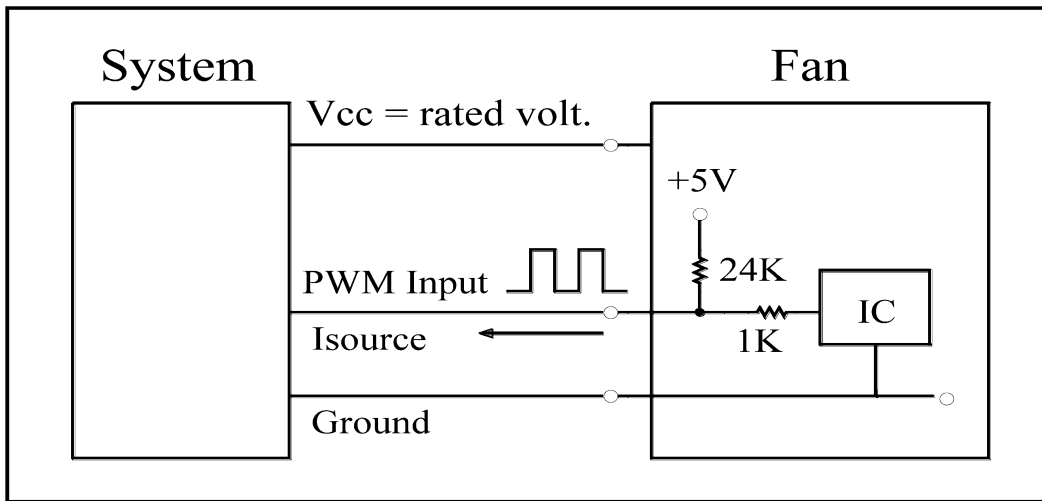 System
Fan
Vcc = rated volt.
+5V
24K
PWM Input
IC
Isource
1K
Ground